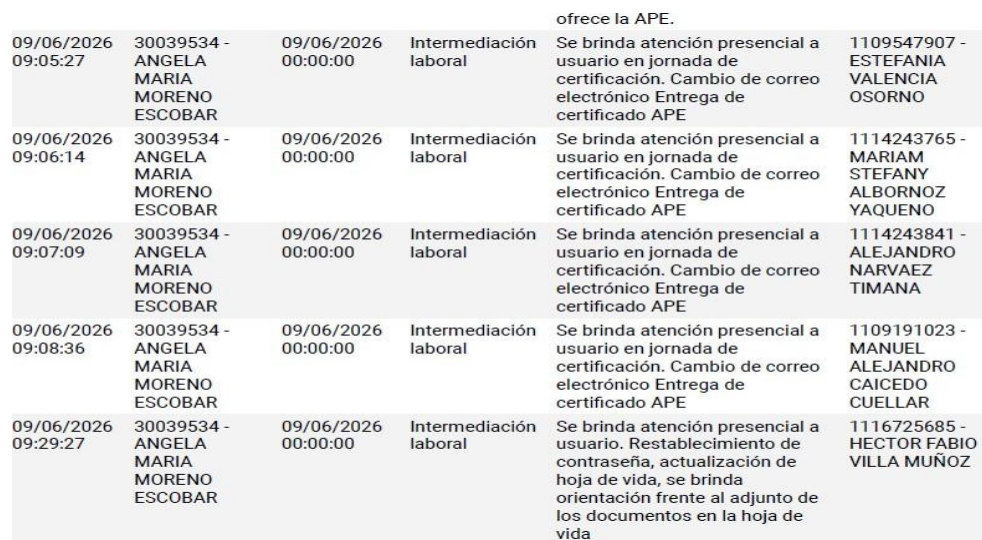 ofrece la APE.
09/06/2026 30039534 - 09/06/2026 Intermediación Se brinda atención presencial a 1109547907 -
09:05:27 ANGELA 00:00:00 laboral usuario en jornada de ESTEFANIA
MARIA certificación. Cambio de correo VALENCIA
MORENO electrónico Entrega de OSORNO
ESCOBAR certificado APE
09/06/2026 30039534 - 09/06/2026 Intermediación Se brinda atención presencial a 1114243765 -
09:06:14 ANGELA 00:00:00 laboral usuario en jornada de MARIAM
MARIA certificación. Cambio de correo STEFANY
MORENO electrónico Entrega de ALBORNOZ
ESCOBAR certificado APE YAQUENO
09/06/2026 30039534 - 09/06/2026 Intermediación Se brinda atención presencial a 1114243841 -
09:07:09 ANGELA 00:00:00 laboral usuario en jornada de ALEJANDRO
MARIA certificación. Cambio de correo NARVAEZ
MORENO electrónico Entrega de TIMANA
ESCOBAR certificado APE
09/06/2026 30039534 - 09/06/2026 Intermediación Se brinda atención presencial a 1109191023 -
09:08:36 ANGELA 00:00:00 laboral usuario en jornada de MANUEL
MARIA certificación. Cambio de correo ALEJANDRO
MORENO electrónico Entrega de CAICEDO
ESCOBAR certificado APE CUELLAR
09/06/2026 30039534 - 09/06/2026 Intermediación Se brinda atención presencial a 1116725685 -
09:29:27 ANGELA 00:00:00 laboral usuario. Restablecimiento de HECTOR FABIO
MARIA contraseña, actualización de VILLA MUÑOZ
MORENO hoja de vida, se brinda
ESCOBAR orientación frente al adjunto de
los documentos en la hoja de
vida